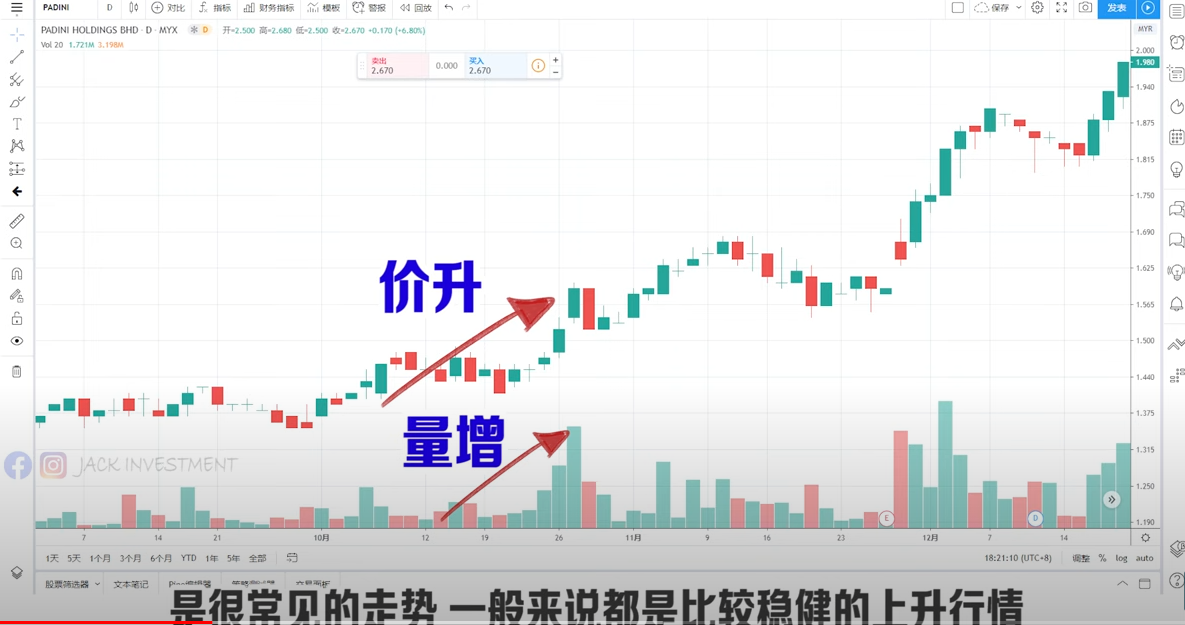 PADINI D 对比 指标 财务指标 模板 警报 回放 保存 发表
PADINI HOLDINGS BHD · D · MYX D 开=2.500 高=2.680 低=2.500 收=2.670 +0.170 (+6.80%)
MYR
Vol 20 1.721M 3.198M
卖出
2.670
0.000
买入
2.670
2.000
1.980
1.940
1.875
1.815
1.750
1.690
1.625
1.565
1.500
1.440
1.375
1.315
1.250
1.190
价升
量增
JACK INVESTMENT
E
D
7 14 21 10月 12 19 26 11月 9 16 23 12月 7 14
1天 5天 1个月 3个月 6个月 YTD 1年 5年 全部 18:21:10 (UTC+8) 调整 % log auto
股票筛选器 文本笔记
是很常见的走势 一般来说都是比较稳健的上升行情